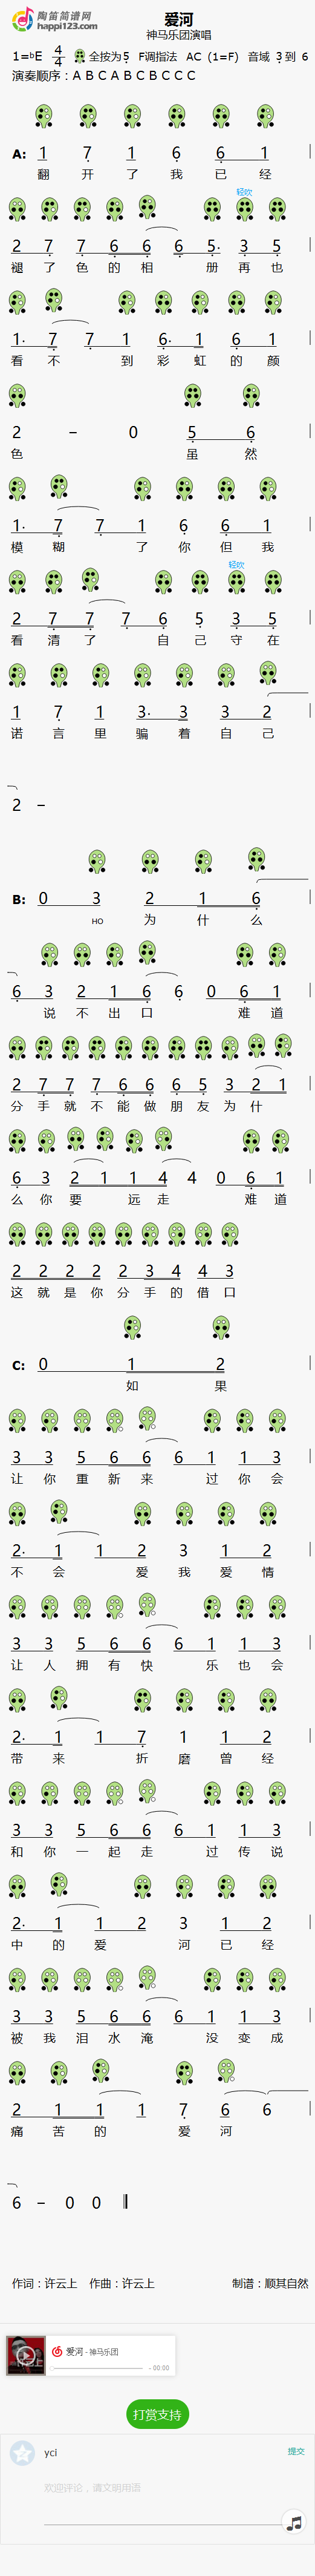 陶笛简谱网
happi123.com
爱河
神马乐团演唱
1=ᵇE 4/4 全按为5̣ F调指法 AC (1=F) 音域 3̣ 到 6
演奏顺序：A B C A B C B C C C
A: 1 7̣ 1 6̣ 6̣ 1
翻 开 了 我 已 经
轻吹
2 7̣ 7̣ 6̣ 6̣ 6̣ 5̣· 3̣ 5̣
褪 了 色 的 相 册 再 也
1· 7̣ 7̣ 1 6̣· 1 6̣ 1
看 不 到 彩 虹 的 颜
2 – 0 5̣ 6̣
色 虽 然
1· 7̣ 7̣ 1 6̣ 6̣ 1
模 糊 了 你 但 我
轻吹
2 7̣ 7̣ 7̣ 6̣ 5̣ 3̣ 5̣
看 清 了 自 己 守 在
1 7̣ 1 3· 3 3 2
诺 言 里 骗 着 自 己
2 –
B: 0 3 2 1 6̣
HO 为 什 么
6̣ 3 2 1 6̣ 6̣ 0 6̣ 1
说 不 出 口 难 道
2 7̣ 7̣ 7̣ 6̣ 6̣ 6̣ 5̣ 3 2 1
分 手 就 不 能 做 朋 友 为 什
6̣ 3 2 1 1 4 4 0 6̣ 1
么 你 要 远 走 难 道
2 2 2 2 2 3 4 4 3
这 就 是 你 分 手 的 借 口
C: 0 1 2
如 果
3 3 5 6 6 6 1 1 3
让 你 重 新 来 过 你 会
2· 1 1 2 3 1 2
不 会 爱 我 爱 情
3 3 5 6 6 6 1 1 3
让 人 拥 有 快 乐 也 会
2· 1 1 7̣ 1 1 2
带 来 折 磨 曾 经
3 3 5 6 6 6 1 1 3
和 你 一 起 走 过 传 说
2· 1 1 2 3 1 2
中 的 爱 河 已 经
3 3 5 6 6 6 1 1 3
被 我 泪 水 淹 没 变 成
2 1 1 1 7̣ 6 6
痛 苦 的 爱 河
6 – 0 0
作词：许云上 作曲：许云上 制谱：顺其自然
爱河 - 神马乐团
- 00:00
打赏支持
yci 提交
欢迎评论，请文明用语